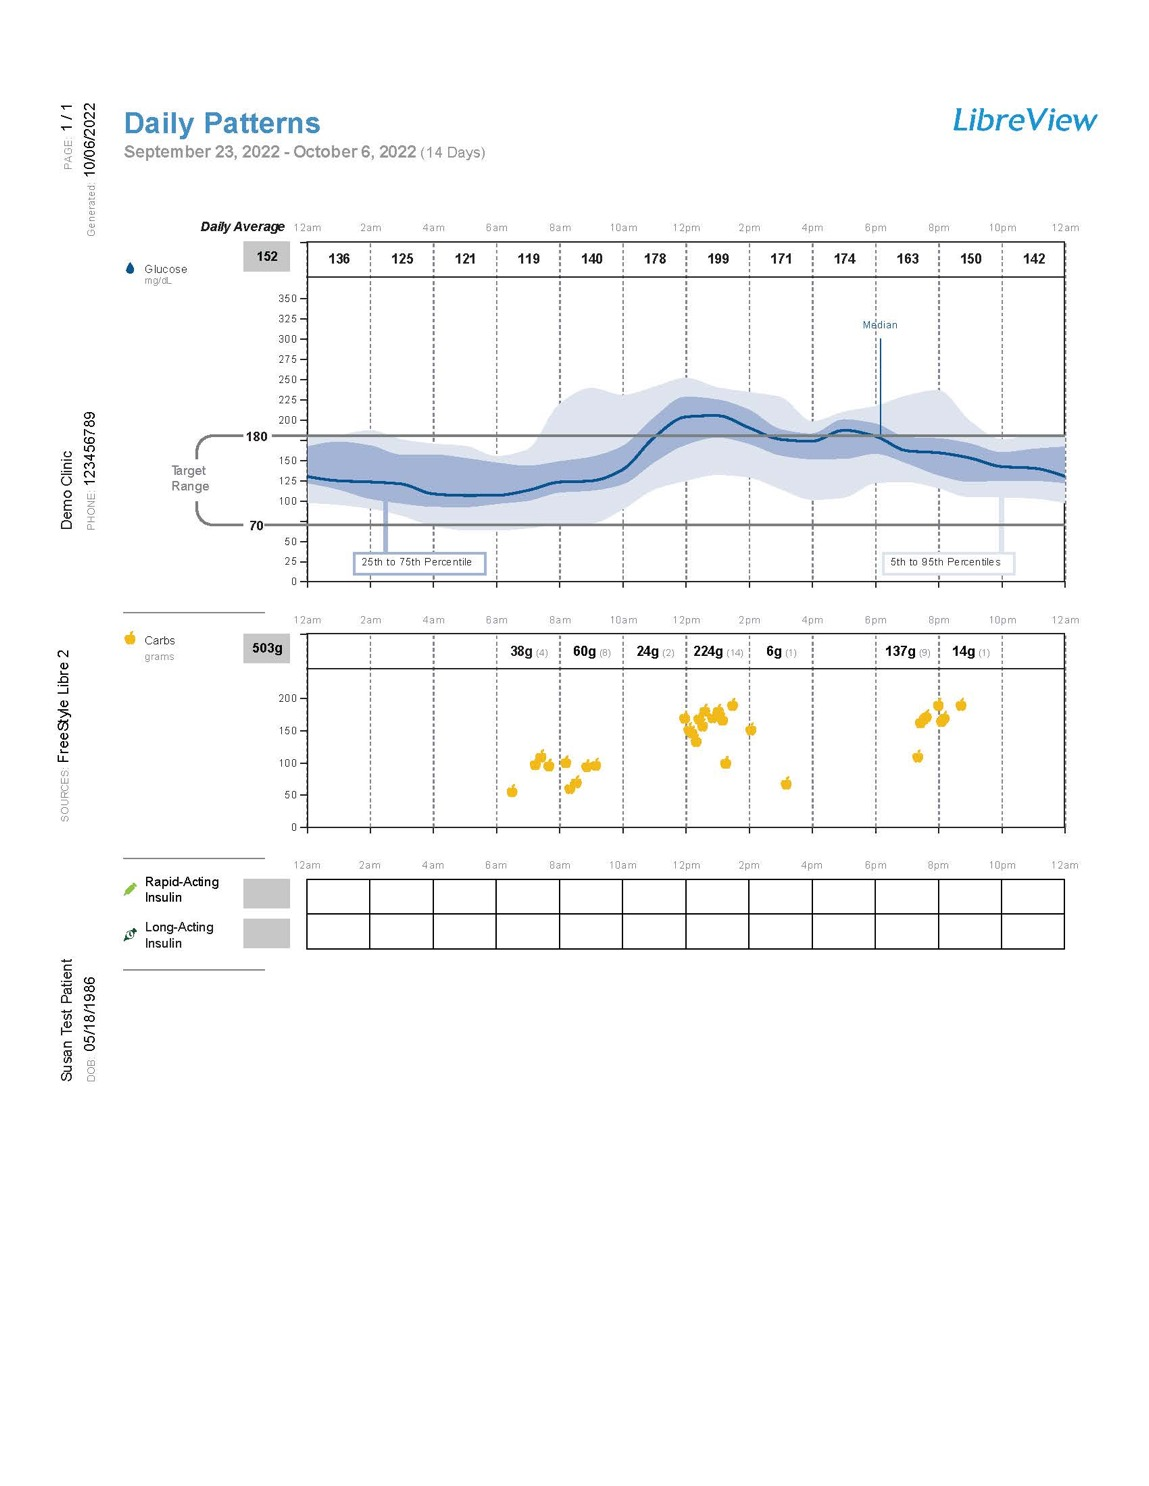 PAGE: 1 / 1
Generated: 10/06/2022
Daily Patterns
September 23, 2022 - October 6, 2022 (14 Days)
LibreView
Demo Clinic
PHONE: 123456789
SOURCES: FreeStyle Libre 2
Susan Test Patient
DOB: 05/18/1986
Daily Average 12am 2am 4am 6am 8am 10am 12pm 2pm 4pm 6pm 8pm 10pm 12am
Glucose
mg/dL
152 136 125 121 119 140 178 199 171 174 163 150 142
350
325
300
275
250
225
200
180
150
125
100
70
50
25
0
Target
Range
Median
25th to 75th Percentile
5th to 95th Percentiles
12am 2am 4am 6am 8am 10am 12pm 2pm 4pm 6pm 8pm 10pm 12am
Carbs
grams
503g 38g (4) 60g (8) 24g (2) 224g (14) 6g (1) 137g (9) 14g (1)
200
150
100
50
0
12am 2am 4am 6am 8am 10am 12pm 2pm 4pm 6pm 8pm 10pm 12am
Rapid-Acting
Insulin
Long-Acting
Insulin